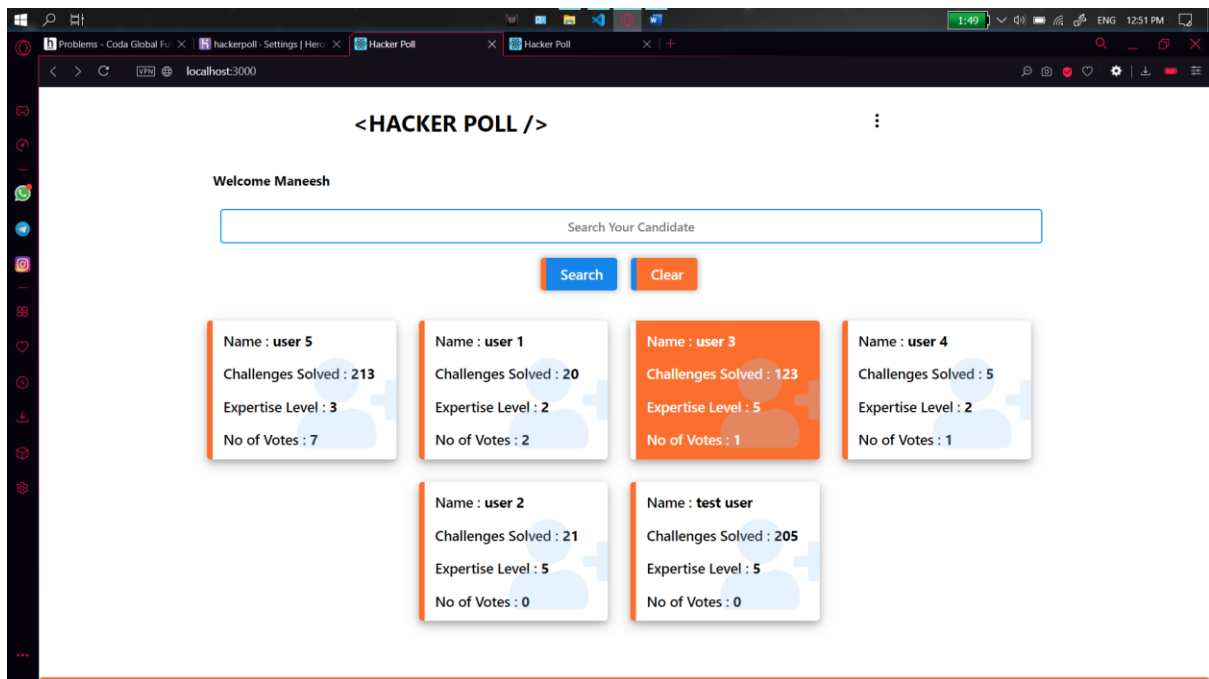 1:49 ENG 12:51 PM
Problems - Coda Global Fu hackerpoll · Settings | Hero Hacker Poll Hacker Poll
VPN localhost:3000
<HACKER POLL />
Welcome Maneesh
Search Your Candidate
Search Clear
Name : user 5 Name : user 1 Name : user 3 Name : user 4
Challenges Solved : 213 Challenges Solved : 20 Challenges Solved : 123 Challenges Solved : 5
Expertise Level : 3 Expertise Level : 2 Expertise Level : 5 Expertise Level : 2
No of Votes : 7 No of Votes : 2 No of Votes : 1 No of Votes : 1
Name : user 2 Name : test user
Challenges Solved : 21 Challenges Solved : 205
Expertise Level : 5 Expertise Level : 5
No of Votes : 0 No of Votes : 0